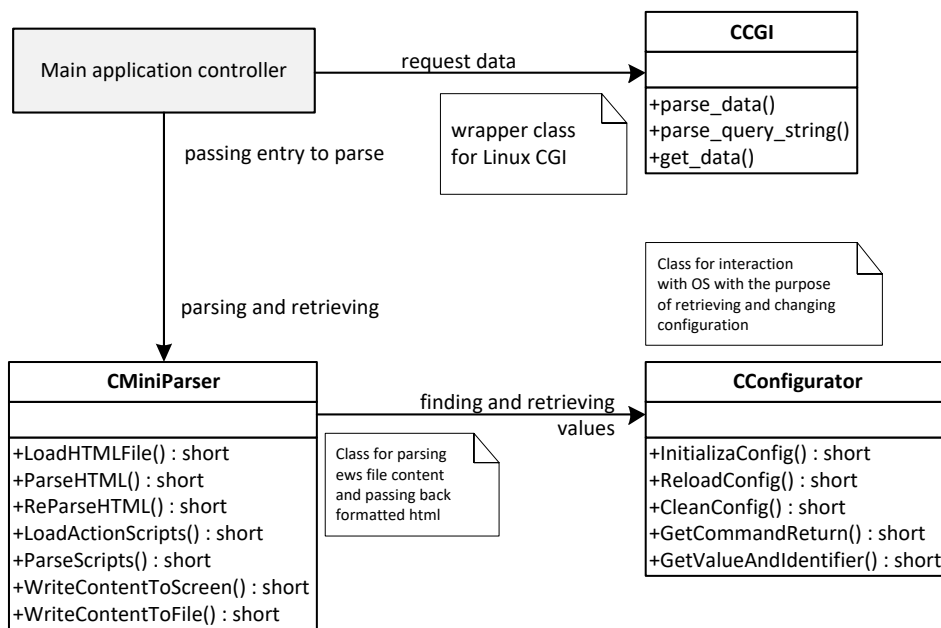 Main application controller
request data
CCGI
+parse_data()
+parse_query_string()
+get_data()
wrapper class
for Linux CGI
passing entry to parse
Class for interaction
with OS with the purpose
of retrieving and changing
configuration
parsing and retrieving
CMiniParser
+LoadHTMLFile() : short
+ParseHTML() : short
+ReParseHTML() : short
+LoadActionScripts() : short
+ParseScripts() : short
+WriteContentToScreen() : short
+WriteContentToFile() : short
finding and retrieving
values
Class for parsing
ews file content
and passing back
formatted html
CConfigurator
+InitializaConfig() : short
+ReloadConfig() : short
+CleanConfig() : short
+GetCommandReturn() : short
+GetValueAndIdentifier() : short